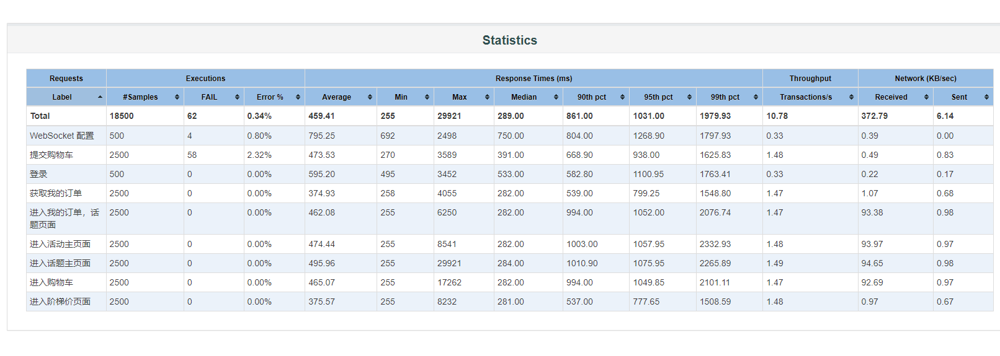 Statistics
Requests Executions Response Times (ms) Throughput Network (KB/sec)
Label #Samples FAIL Error % Average Min Max Median 90th pct 95th pct 99th pct Transactions/s Received Sent
Total 18500 62 0.34% 459.41 255 29921 289.00 861.00 1031.00 1979.93 10.78 372.79 6.14
WebSocket 配置 500 4 0.80% 795.25 692 2498 750.00 804.00 1268.90 1797.93 0.33 0.39 0.00
提交购物车 2500 58 2.32% 473.53 270 3589 391.00 668.90 938.00 1625.83 1.48 0.49 0.83
登录 500 0 0.00% 595.20 495 3452 533.00 582.80 1100.95 1763.41 0.33 0.22 0.17
获取我的订单 2500 0 0.00% 374.93 258 4055 282.00 539.00 799.25 1548.80 1.47 1.07 0.68
进入我的订单，话 2500 0 0.00% 462.08 255 6250 282.00 994.00 1052.00 2076.74 1.47 93.38 0.98
题页面
进入活动主页面 2500 0 0.00% 474.44 255 8541 282.00 1003.00 1057.95 2332.93 1.48 93.97 0.97
进入话题主页面 2500 0 0.00% 495.96 255 29921 284.00 1010.90 1075.95 2265.89 1.49 94.65 0.98
进入购物车 2500 0 0.00% 465.07 255 17262 282.00 994.00 1049.85 2101.11 1.47 92.69 0.97
进入阶梯价页面 2500 0 0.00% 375.57 255 8232 281.00 537.00 777.65 1508.59 1.48 0.97 0.67